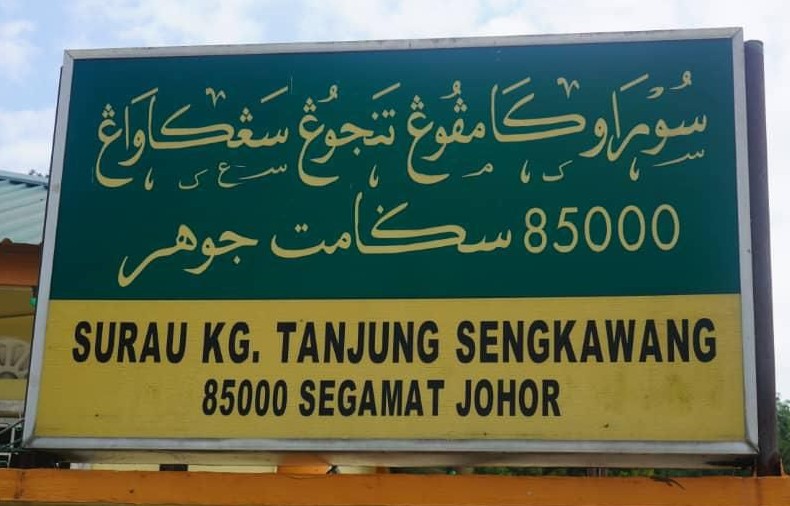 سوراو کامڤوڠ تنجوڠ سڠکاواڠ
85000 سݢامت جوهر
SURAU KG. TANJUNG SENGKAWANG
85000 SEGAMAT JOHOR